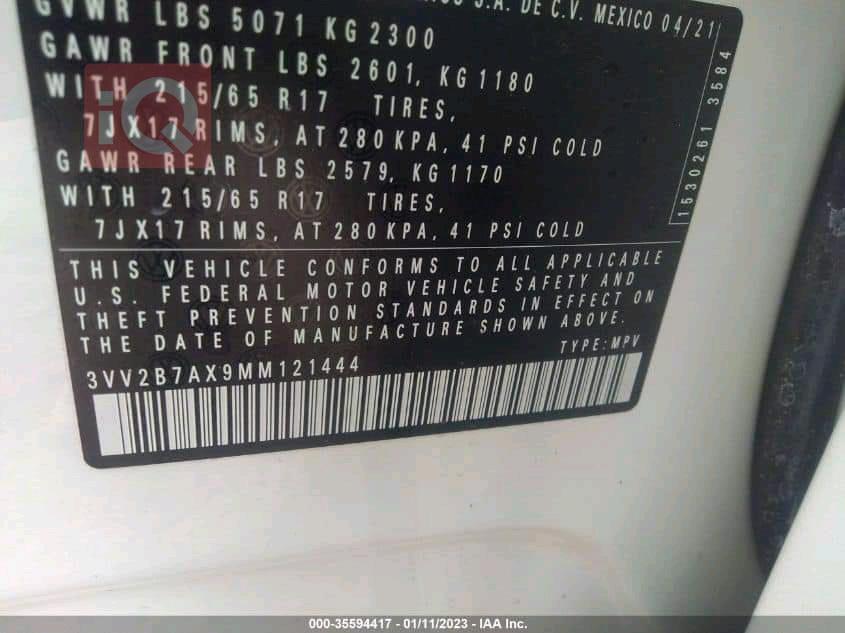 S.A. DE C.V. MEXICO 04/21
GVWR LBS 5071 KG 2300
GAWR FRONT LBS 2601, KG 1180
WITH 215/65 R17 TIRES,
7JX17 RIMS, AT 280 KPA, 41 PSI COLD
GAWR REAR LBS 2579, KG 1170
WITH 215/65 R17 TIRES,
7JX17 RIMS, AT 280 KPA, 41 PSI COLD
THIS VEHICLE CONFORMS TO ALL APPLICABLE
U.S. FEDERAL MOTOR VEHICLE SAFETY AND
THEFT PREVENTION STANDARDS IN EFFECT ON
THE DATE OF MANUFACTURE SHOWN ABOVE.
TYPE: MPV
3VV2B7AX9MM121444
1530261 3584
iQ
000-35594417 - 01/11/2023 - IAA Inc.